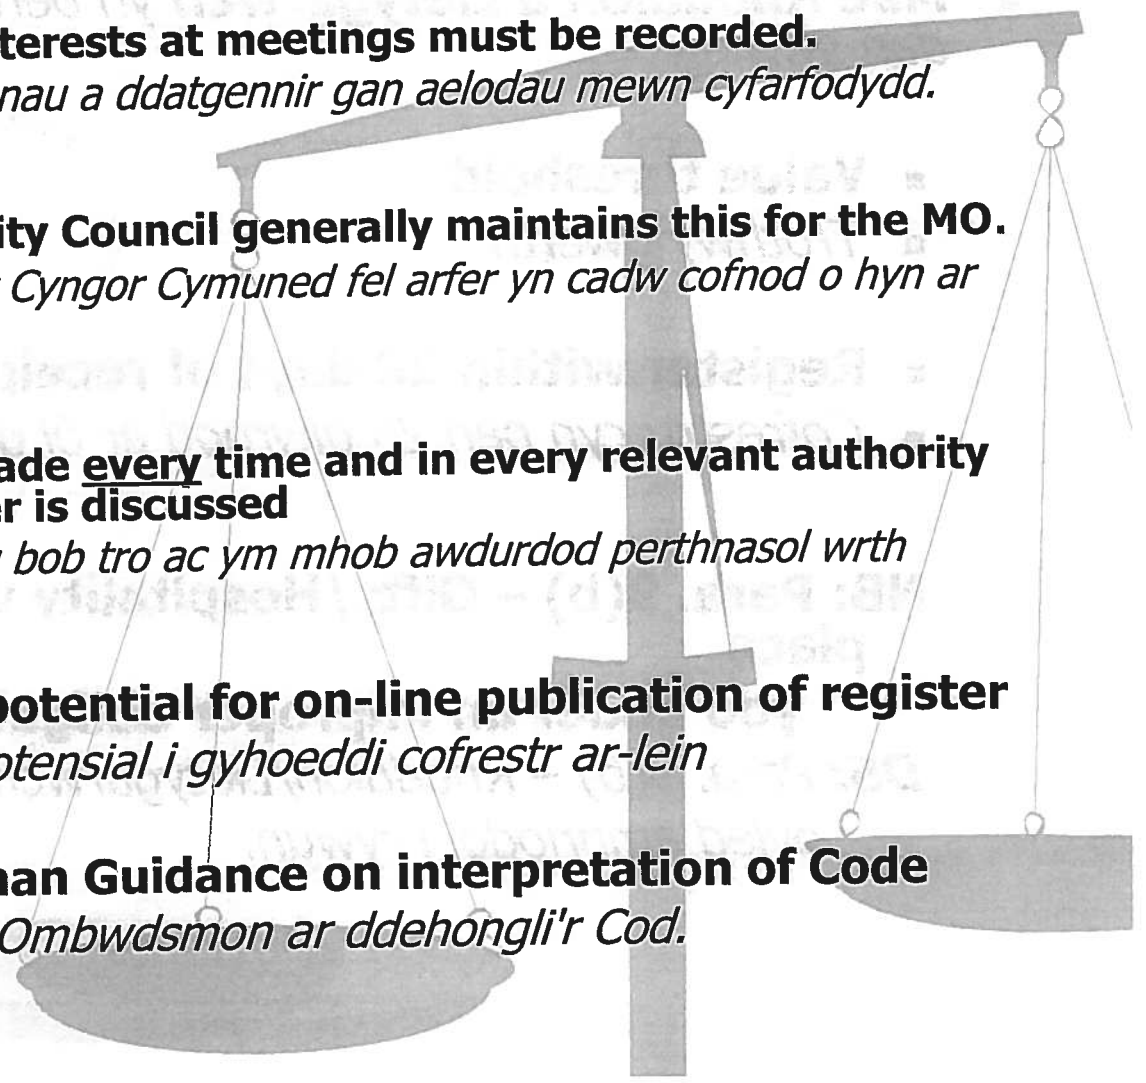 terests at meetings must be recorded.
nau a ddatgennir gan aelodau mewn cyfarfodydd.
ity Council generally maintains this for the MO.
Cyngor Cymuned fel arfer yn cadw cofnod o hyn ar
ade every time and in every relevant authority
er is discussed
bob tro ac ym mhob awdurdod perthnasol wrth
potential for on-line publication of register
otensial i gyhoeddi cofrestr ar-lein
man Guidance on interpretation of Code
Ombwdsmon ar ddehongli'r Cod.